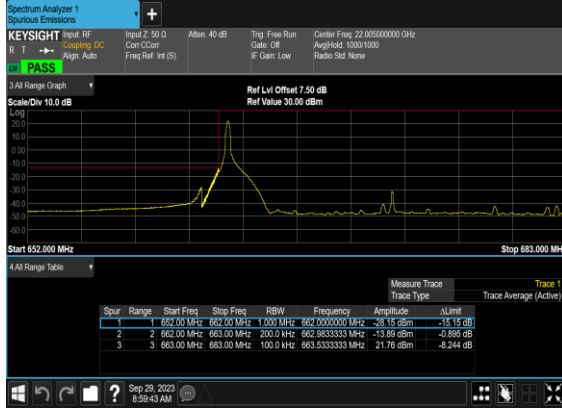 Spectrum Analyzer 1
Spurious Emissions
KEYSIGHT Input: RF Input Z: 50 Ω Atten: 40 dB Trig: Free Run Center Freq: 22.005000000 GHz
R T Coupling: DC Corr CCorr Gate: Off Avg|Hold: 1000/1000
Align: Auto Freq Ref: Int (S) IF Gain: Low Radio Std: None
PASS
3 All Range Graph
Ref Lvl Offset 7.50 dB
Scale/Div 10.0 dB Ref Value 30.00 dBm
Log
20.0
10.0
0.00
-10.0
-20.0
-30.0
-40.0
-50.0
-60.0
Start 652.000 MHz Stop 683.000 MH
4 All Range Table
Measure Trace Trace 1
Trace Type Trace Average (Active)
Spur Range Start Freq Stop Freq RBW Frequency Amplitude ΔLimit
1 1 652.00 MHz 662.00 MHz 1.000 MHz 662.0000000 MHz -28.15 dBm -15.15 dB
2 2 662.00 MHz 663.00 MHz 200.0 kHz 662.9833333 MHz -13.89 dBm -0.895 dB
3 3 663.00 MHz 683.00 MHz 100.0 kHz 663.5333333 MHz 21.76 dBm -8.244 dB
? Sep 29, 2023
8:59:43 AM